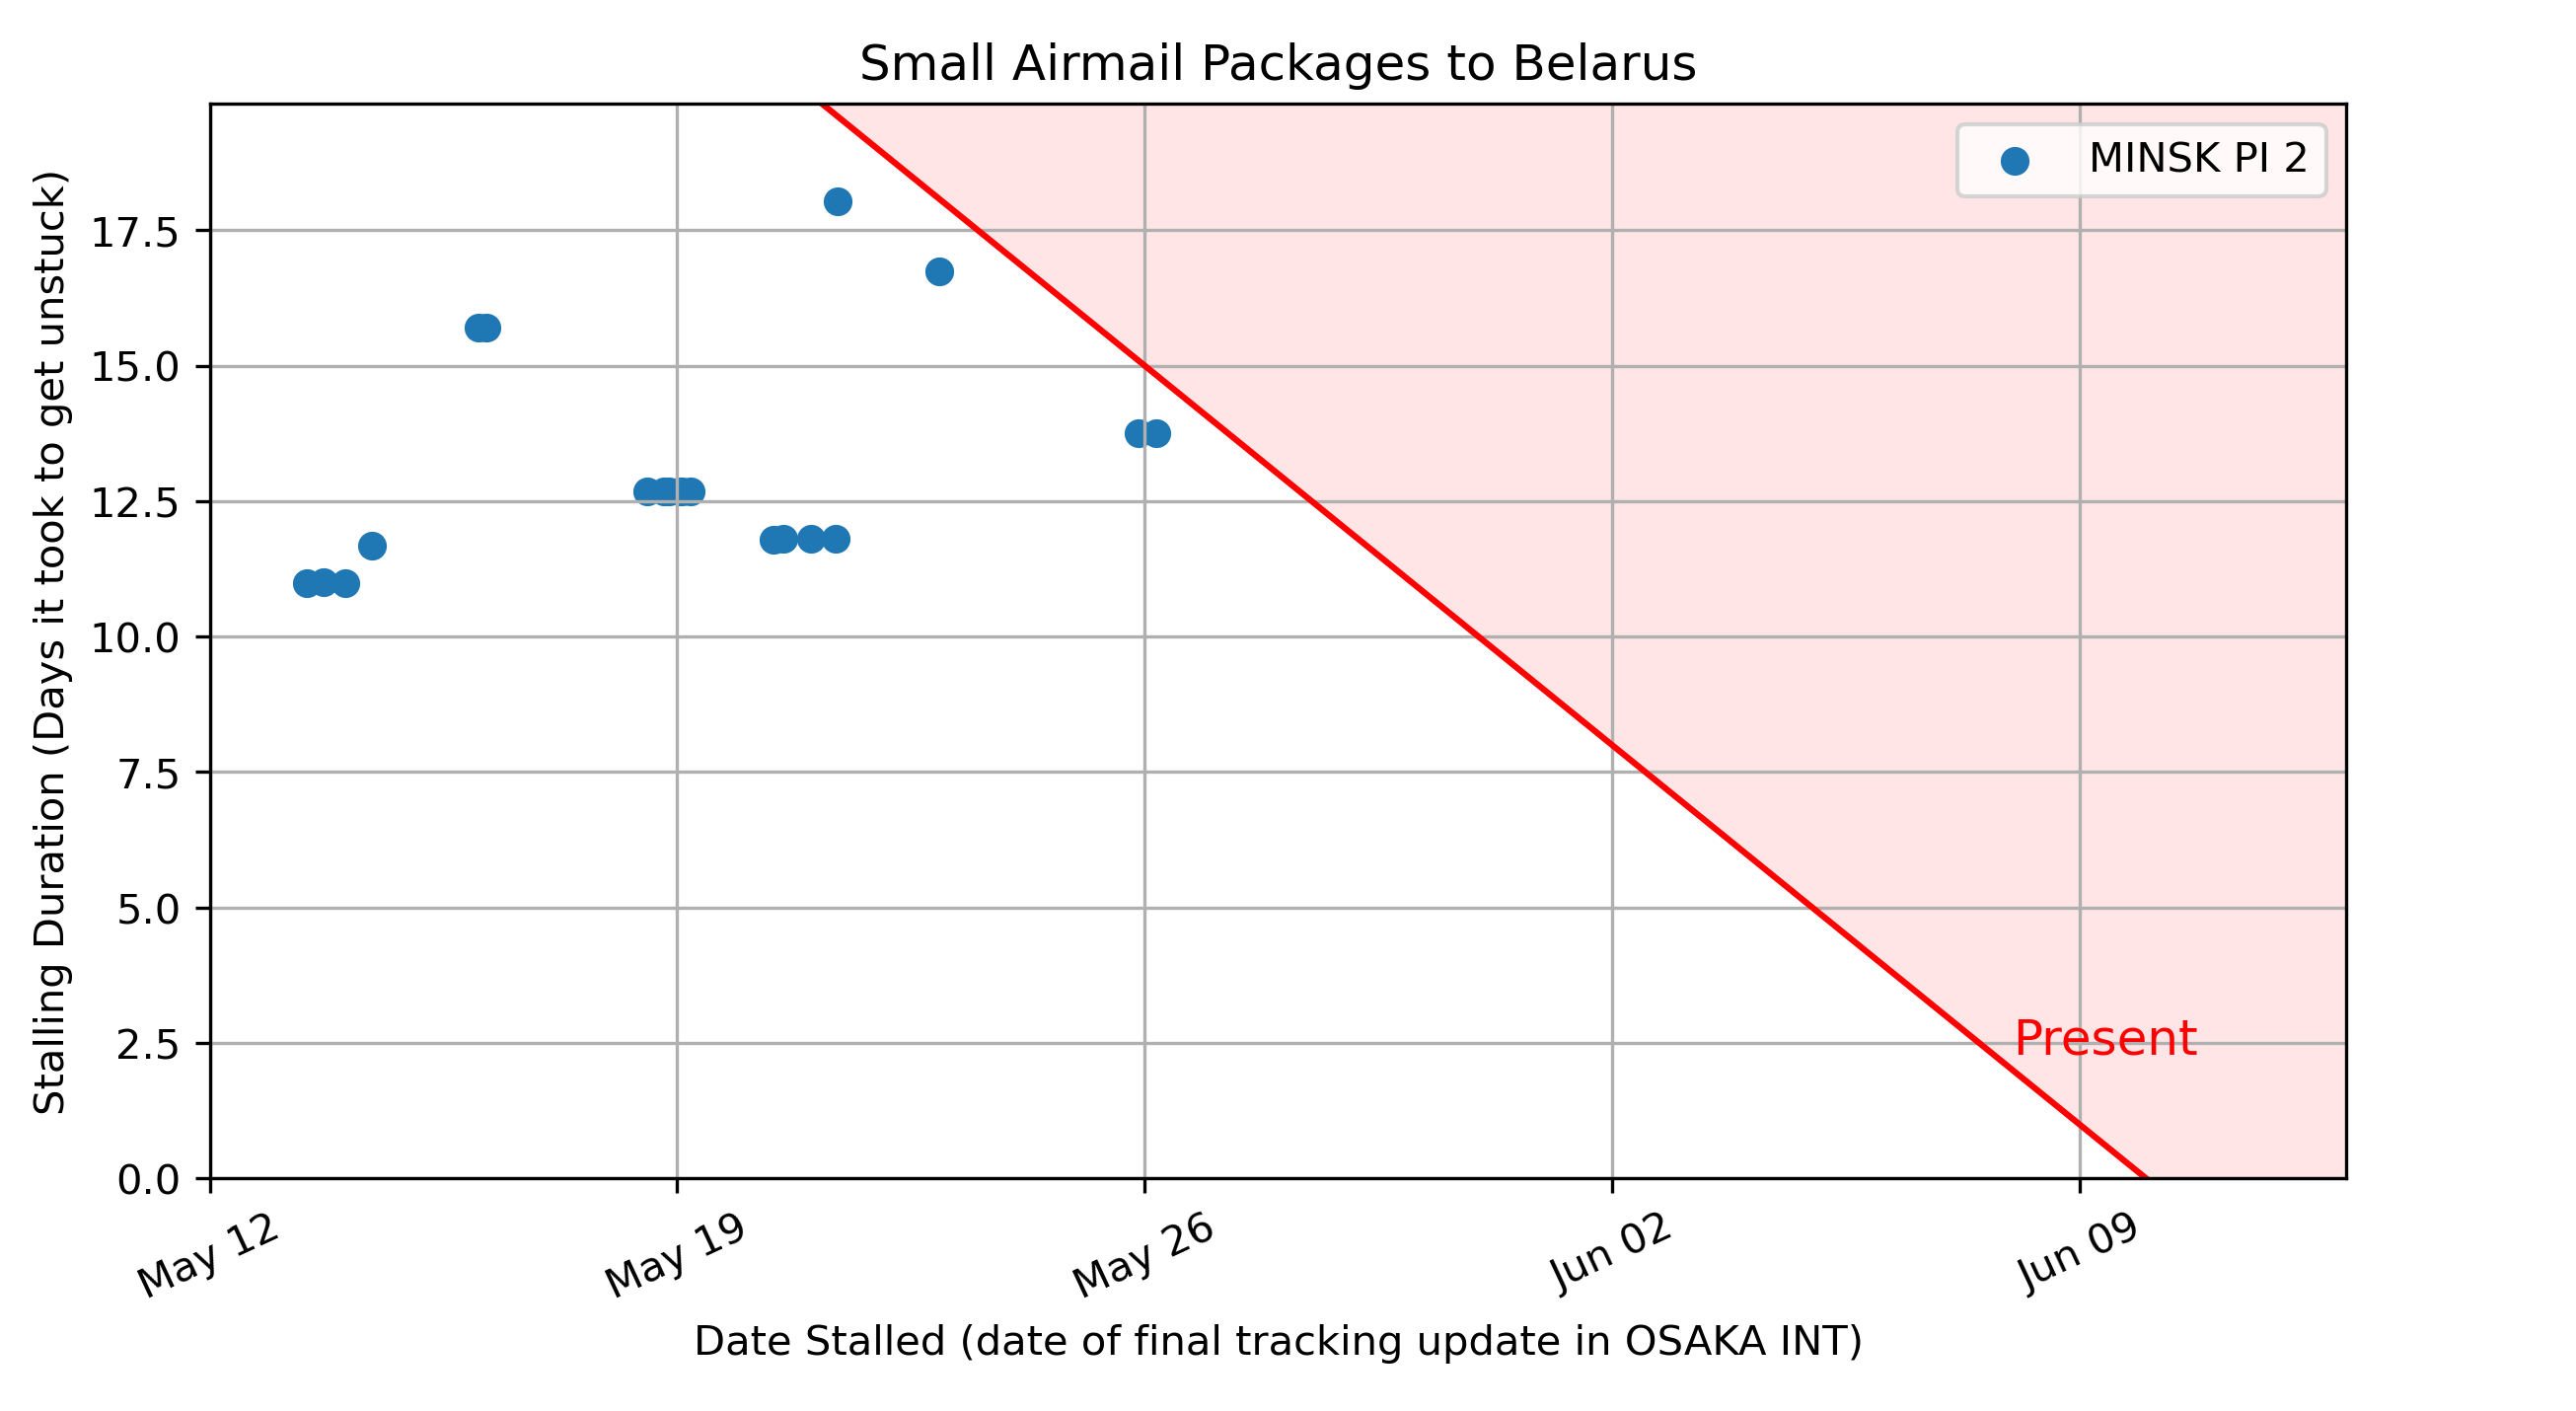 Small Airmail Packages to Belarus
MINSK PI 2
Stalling Duration (Days it took to get unstuck)
17.5
15.0
12.5
10.0
7.5
5.0
2.5
0.0
Present
May 12
May 19
May 26
Jun 02
Jun 09
Date Stalled (date of final tracking update in OSAKA INT)